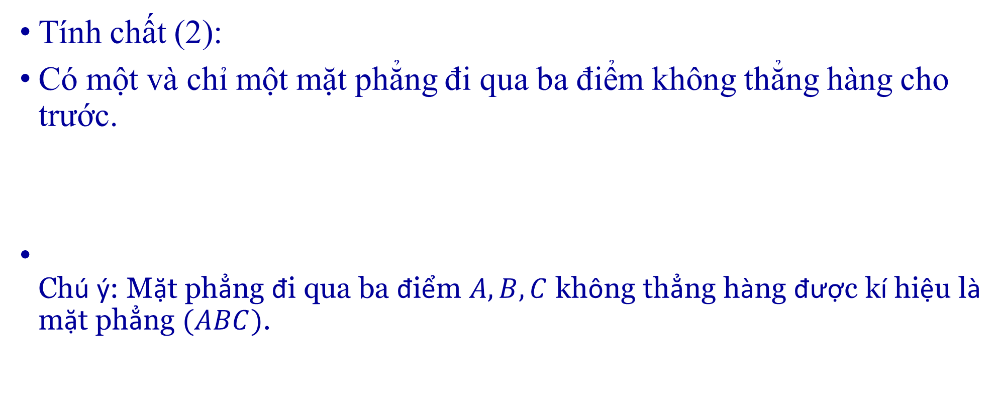 • Tính chất (2):
• Có một và chỉ một mặt phẳng đi qua ba điểm không thẳng hàng cho
trước.
•
Chú ý: Mặt phẳng đi qua ba điểm A, B, C không thẳng hàng được kí hiệu là
mặt phẳng (ABC).